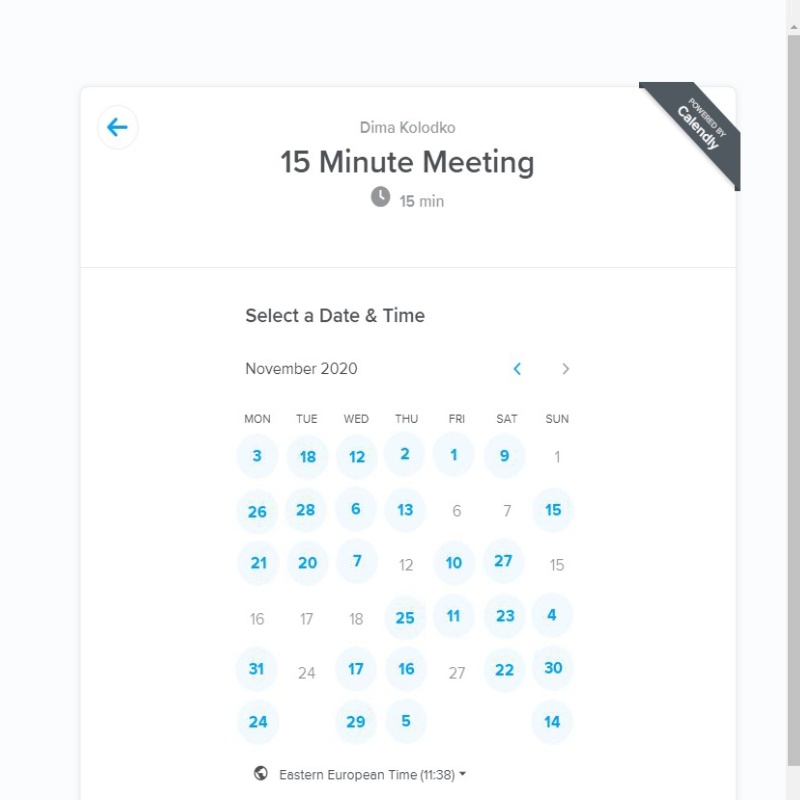 POWERED BY
Calendly
Dima Kolodko
15 Minute Meeting
15 min
Select a Date & Time
November 2020
MON TUE WED THU FRI SAT SUN
3 18 12 2 1 9 1
26 28 6 13 6 7 15
21 20 7 12 10 27 15
16 17 18 25 11 23 4
31 24 17 16 27 22 30
24 29 5 14
Eastern European Time (11:38)